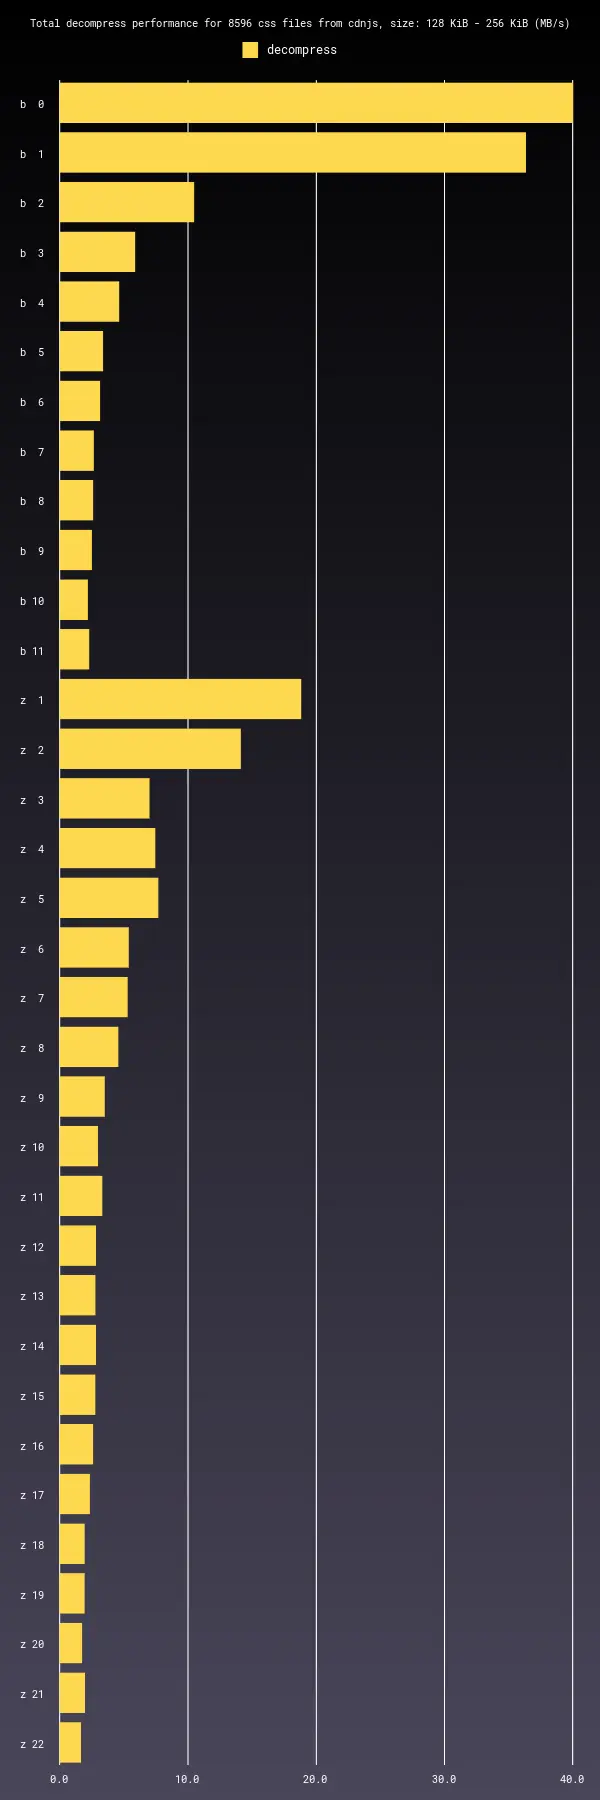 Total decompress performance for 8596 css files from cdnjs, size: 128 KiB - 256 KiB (MB/s)
decompress
b 0
b 1
b 2
b 3
b 4
b 5
b 6
b 7
b 8
b 9
b 10
b 11
z 1
z 2
z 3
z 4
z 5
z 6
z 7
z 8
z 9
z 10
z 11
z 12
z 13
z 14
z 15
z 16
z 17
z 18
z 19
z 20
z 21
z 22
0.0 10.0 20.0 30.0 40.0